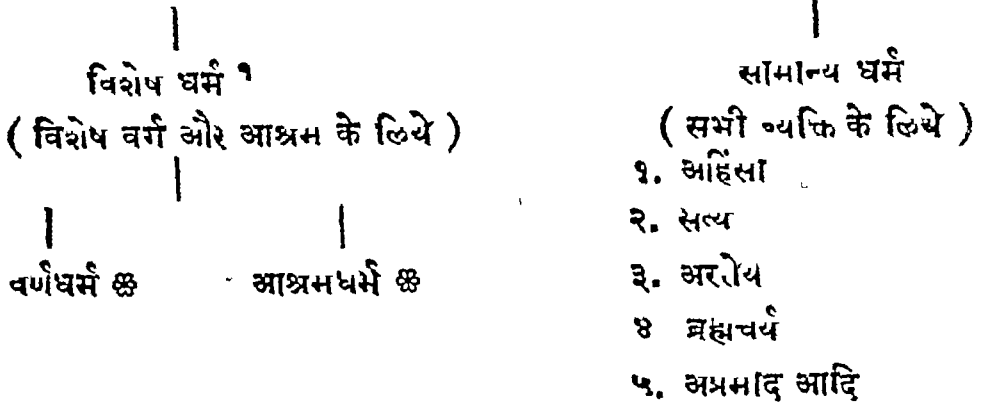 विशेष धर्म १
( विशेष वर्ग और आश्रम के लिये )
वर्णधर्म ❀ आश्रमधर्म ❀
सामान्य धर्म
( सभी व्यक्ति के लिये )
१. अहिंसा
२. सत्य
३. अस्तेय
४ ब्रह्मचर्य
५. अप्रमाद आदि